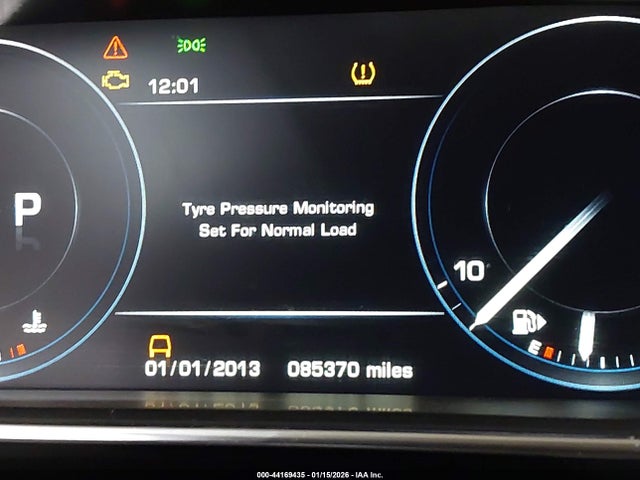 12:01
P
Tyre Pressure Monitoring
Set For Normal Load
10
E
01/01/2013 085370 miles
000-44169435 - 01/15/2026 - IAA Inc.